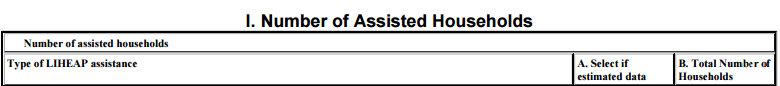 I. Number of Assisted Households
Number of assisted households
Type of LIHEAP assistance
A. Select if
estimated data
B. Total Number of
Households